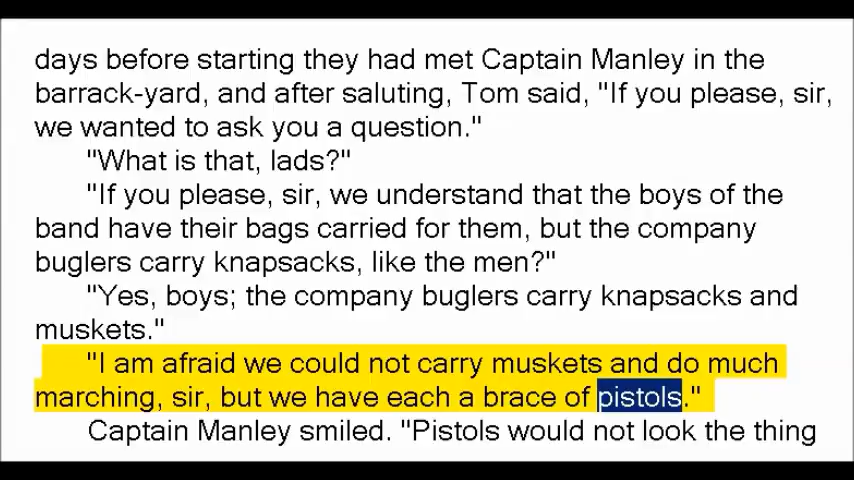 days before starting they had met Captain Manley in the
barrack-yard, and after saluting, Tom said, "If you please, sir,
we wanted to ask you a question."
"What is that, lads?"
"If you please, sir, we understand that the boys of the
band have their bags carried for them, but the company
buglers carry knapsacks, like the men?"
"Yes, boys; the company buglers carry knapsacks and
muskets."
"I am afraid we could not carry muskets and do much
marching, sir, but we have each a brace of pistols."
Captain Manley smiled. "Pistols would not look the thing